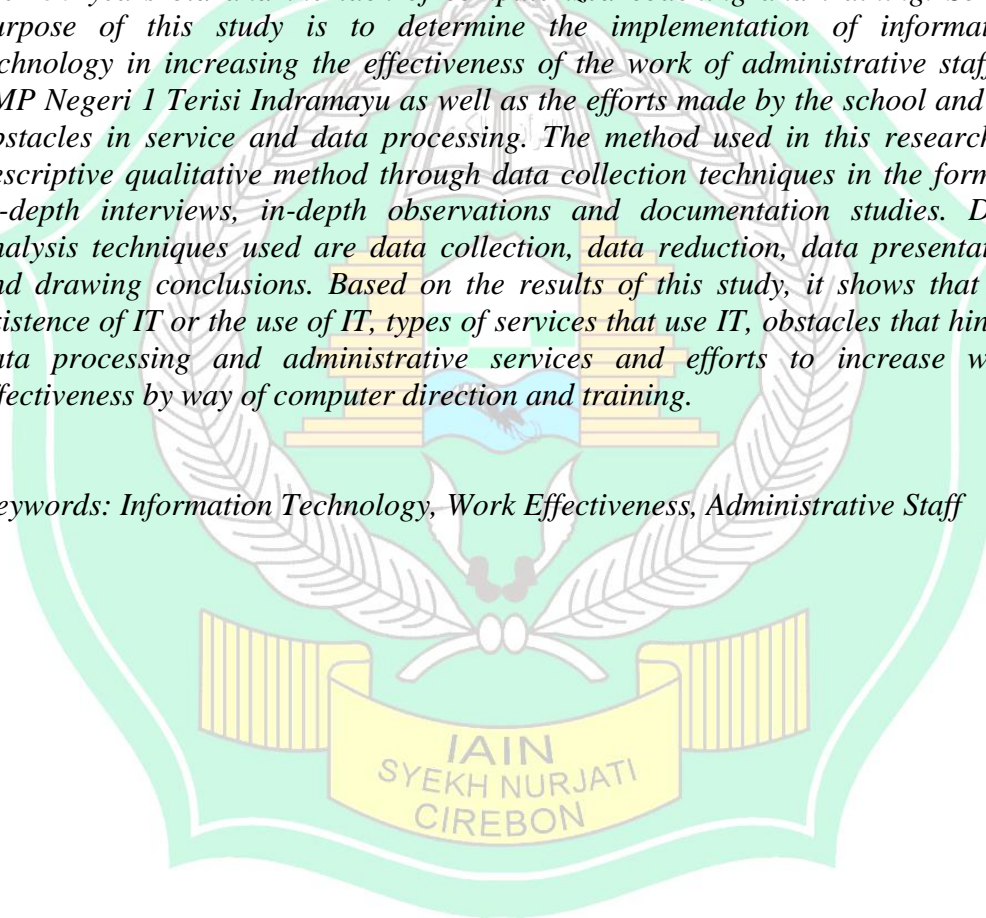 urpose of this study is to determine the implementation of informat
chnology in increasing the effectiveness of the work of administrative staff
MP Negeri 1 Terisi Indramayu as well as the efforts made by the school and
bstacles in service and data processing. The method used in this research
escriptive qualitative method through data collection techniques in the form
-depth interviews, in-depth observations and documentation studies. D
nalysis techniques used are data collection, data reduction, data presentat
nd drawing conclusions. Based on the results of this study, it shows that
istence of IT or the use of IT, types of services that use IT, obstacles that hin
ata processing and administrative services and efforts to increase w
ffectiveness by way of computer direction and training.
eywords: Information Technology, Work Effectiveness, Administrative Staff
IAIN
SYEKH NURJATI
CIREBON